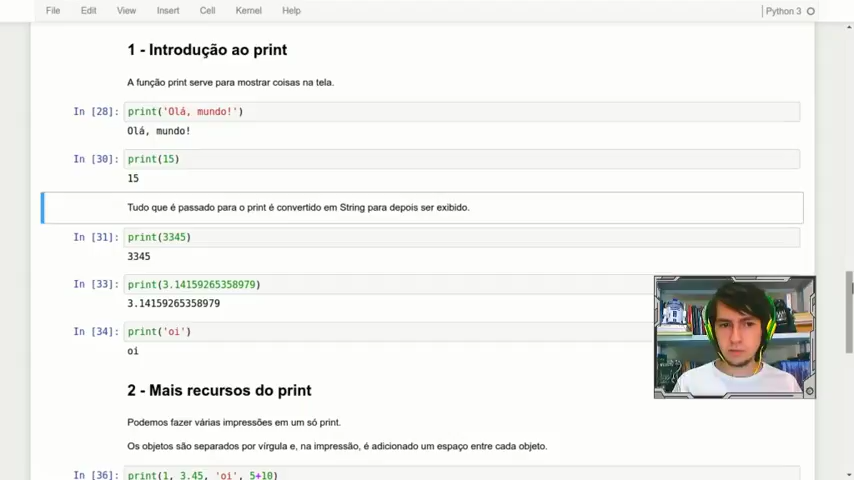 File Edit View Insert Cell Kernel Help Python 3
1 - Introdução ao print
A função print serve para mostrar coisas na tela.
In [28]: print('Olá, mundo!')
Olá, mundo!
In [30]: print(15)
15
Tudo que é passado para o print é convertido em String para depois ser exibido.
In [31]: print(3345)
3345
In [33]: print(3.14159265358979)
3.14159265358979
In [34]: print('oi')
oi
2 - Mais recursos do print
Podemos fazer várias impressões em um só print.
Os objetos são separados por vírgula e, na impressão, é adicionado um espaço entre cada objeto.
In [36]: print(1, 3.45, 'oi', 5+10)